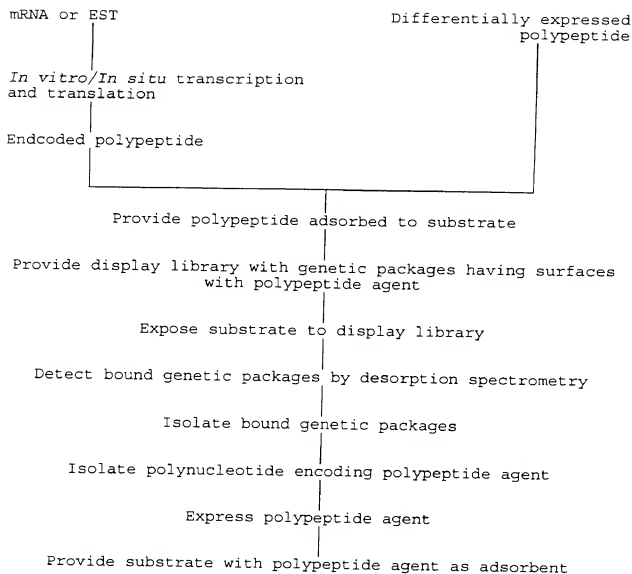 mRNA or EST
Differentially expressed
polypeptide
In vitro/In situ transcription
and translation
Endcoded polypeptide
Provide polypeptide adsorbed to substrate
Provide display library with genetic packages having surfaces
with polypeptide agent
Expose substrate to display library
Detect bound genetic packages by desorption spectrometry
Isolate bound genetic packages
Isolate polynucleotide encoding polypeptide agent
Express polypeptide agent
Provide substrate with polypeptide agent as adsorbent